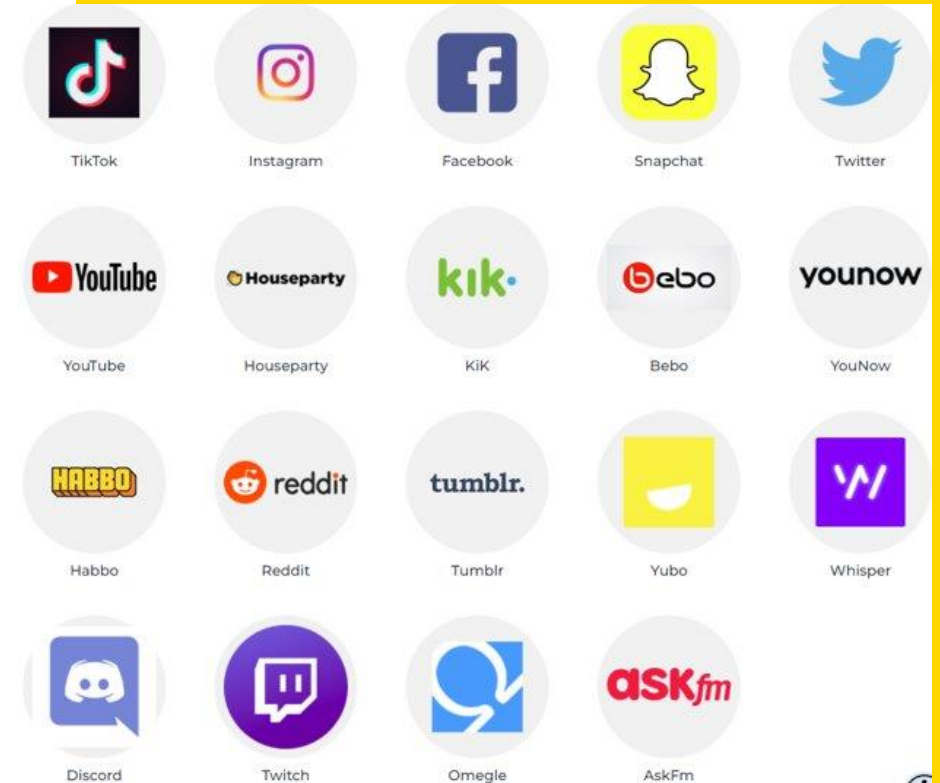 TikTok Instagram Facebook Snapchat Twitter
YouTube Houseparty kik. bebo younow
YouTube Houseparty KiK Bebo YouNow
HABBO reddit tumblr.
Habbo Reddit Tumblr Yubo Whisper
askfm
Discord Twitch Omegle AskFm